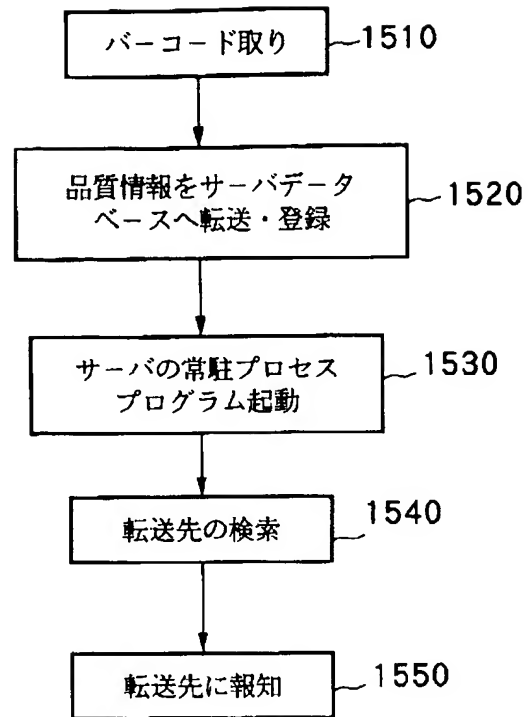 バーコード取り
1510
品質情報をサーバデータ
ベースへ転送・登録
1520
サーバの常駐プロセス
プログラム起動
1530
転送先の検索
1540
転送先に報知
1550